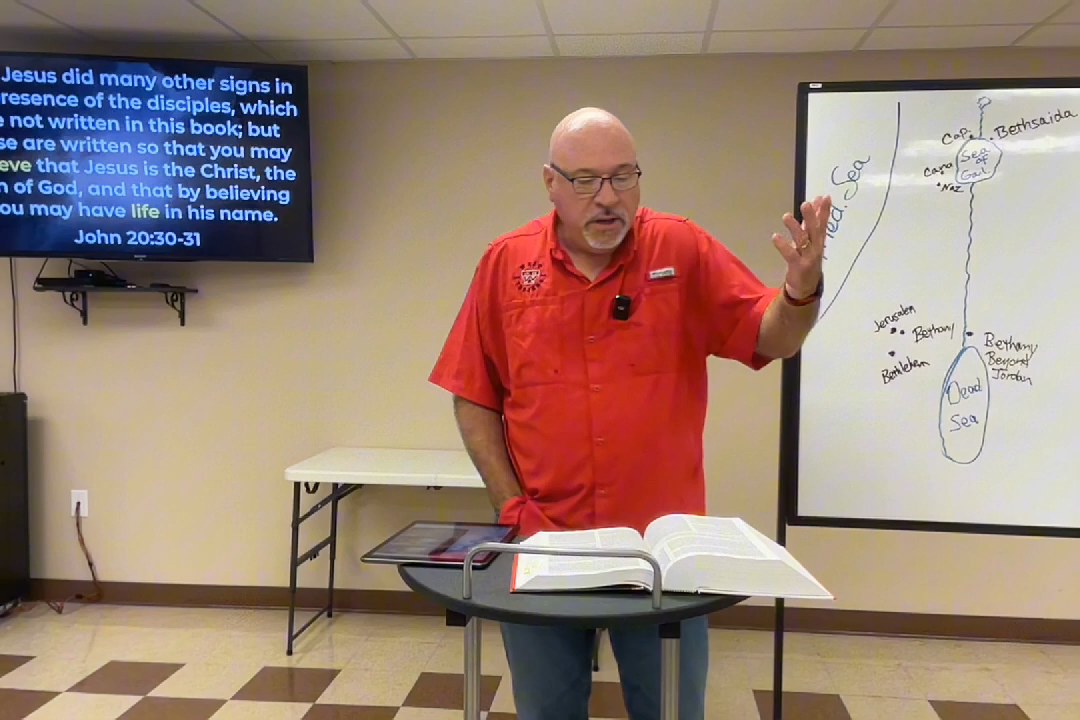 Jesus did many other signs in
resence of the disciples, which
not written in this book; but
se are written so that you may
eve that Jesus is the Christ, the
n of God, and that by believing
ou may have life in his name.
John 20:30-31
Med. Sea
Cap.
Bethsaida
Sea
of
Gal
Cana
Naz
Jerusalem
Bethany
Bethlehem
Bethany
Beyond
Jordan
Dead
Sea